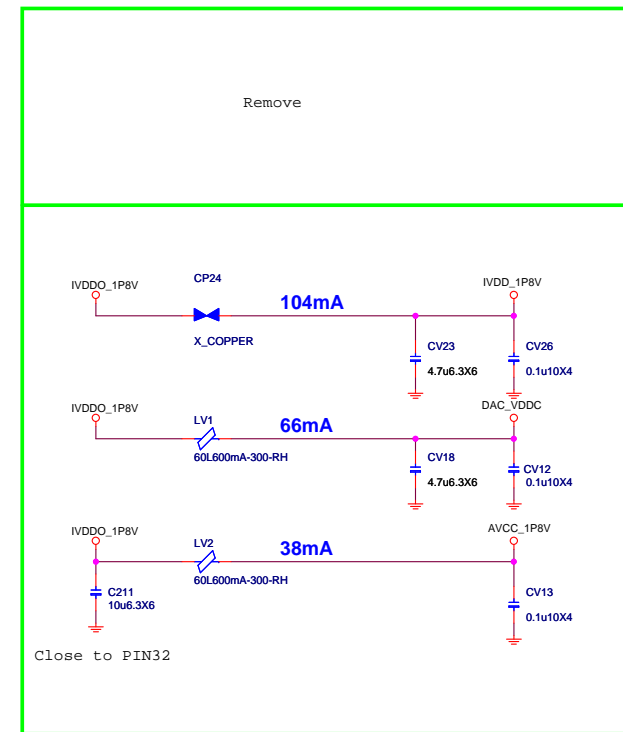 Remove
IVDDO_1P8V
CP24
104mA
X_COPPER
IVDD_1P8V
CV23
4.7u6.3X6
CV26
0.1u10X4
IVDDO_1P8V
LV1
66mA
60L600mA-300-RH
DAC_VDDC
CV18
4.7u6.3X6
CV12
0.1u10X4
IVDDO_1P8V
LV2
38mA
60L600mA-300-RH
AVCC_1P8V
C211
10u6.3X6
CV13
0.1u10X4
Close to PIN32